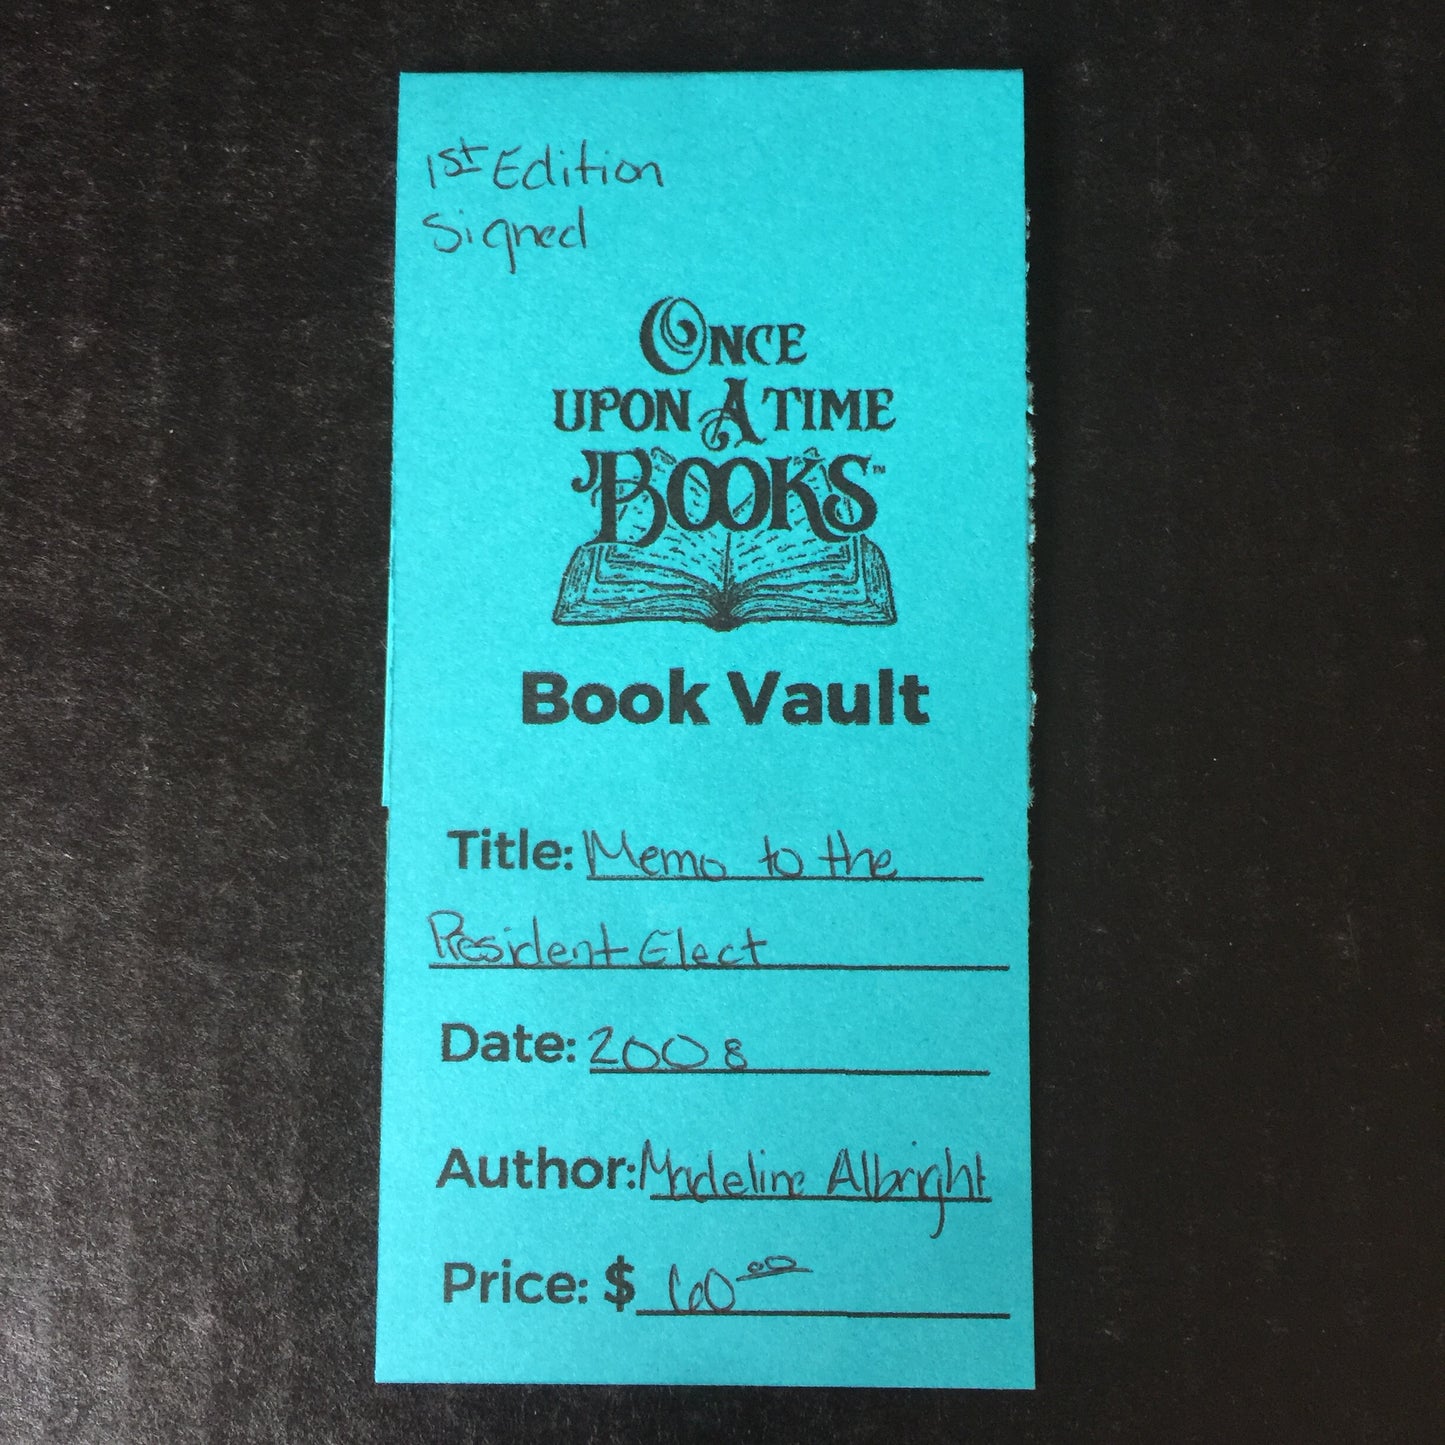 1st Edition
Signed
ONCE
UPON A TIME
BOOKS™
Book Vault
Title: Memo to the
President Elect
Date: 2008
Author: Madeline Albright
Price: $ 60.00